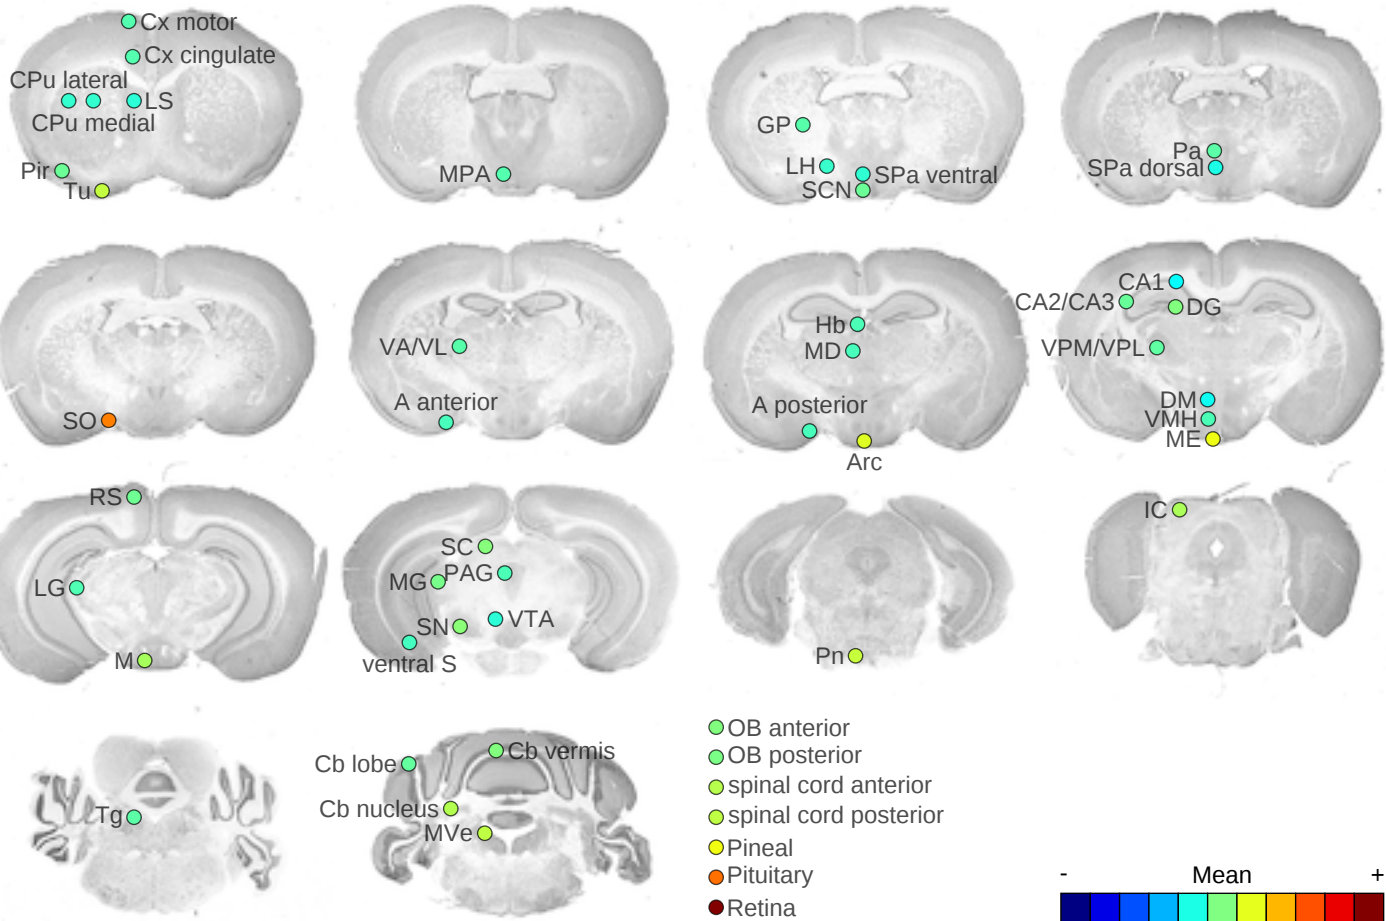 Cx motor
Cx cingulate
CPu lateral
LS
CPu medial
Pir
Tu
MPA
GP
LH
SPa ventral
SCN
Pa
SPa dorsal
SO
VA/VL
A anterior
Hb
MD
A posterior
Arc
CA1
CA2/CA3
DG
VPM/VPL
DM
VMH
ME
RS
LG
M
SC
MG
PAG
SN
VTA
ventral S
Pn
IC
Tg
Cb lobe
Cb vermis
Cb nucleus
MVe
OB anterior
OB posterior
spinal cord anterior
spinal cord posterior
Pineal
Pituitary
Retina
- Mean +